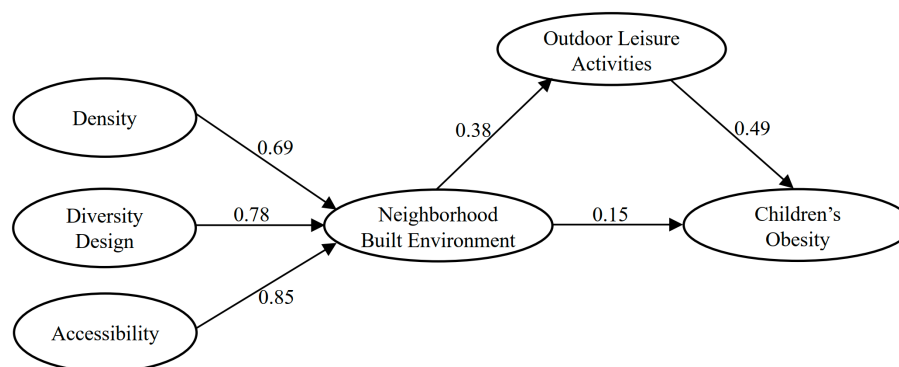 Outdoor Leisure
Activities
Density
0.69
0.38
0.49
Diversity
Design
0.78
Neighborhood
Built Environment
0.15
Children’s
Obesity
0.85
Accessibility